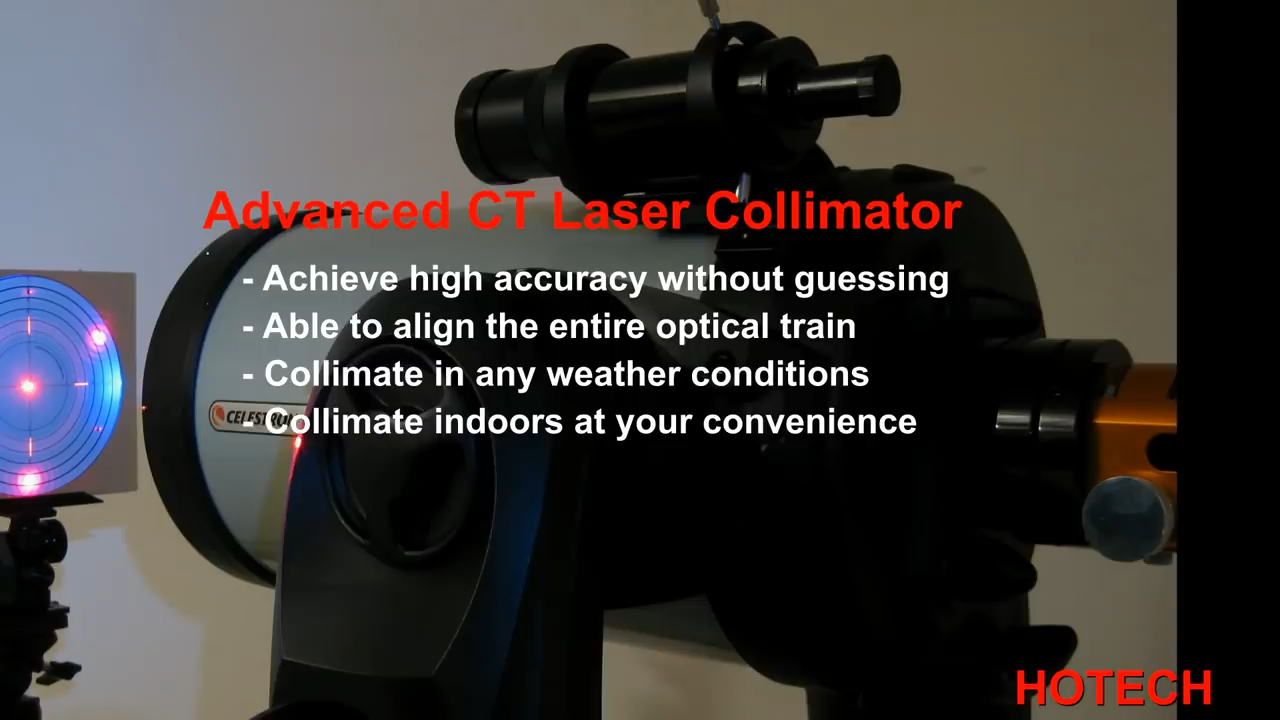 Advanced CT Laser Collimator
- Achieve high accuracy without guessing
- Able to align the entire optical train
- Collimate in any weather conditions
CELESTRON
- Collimate indoors at your convenience
HOTECH